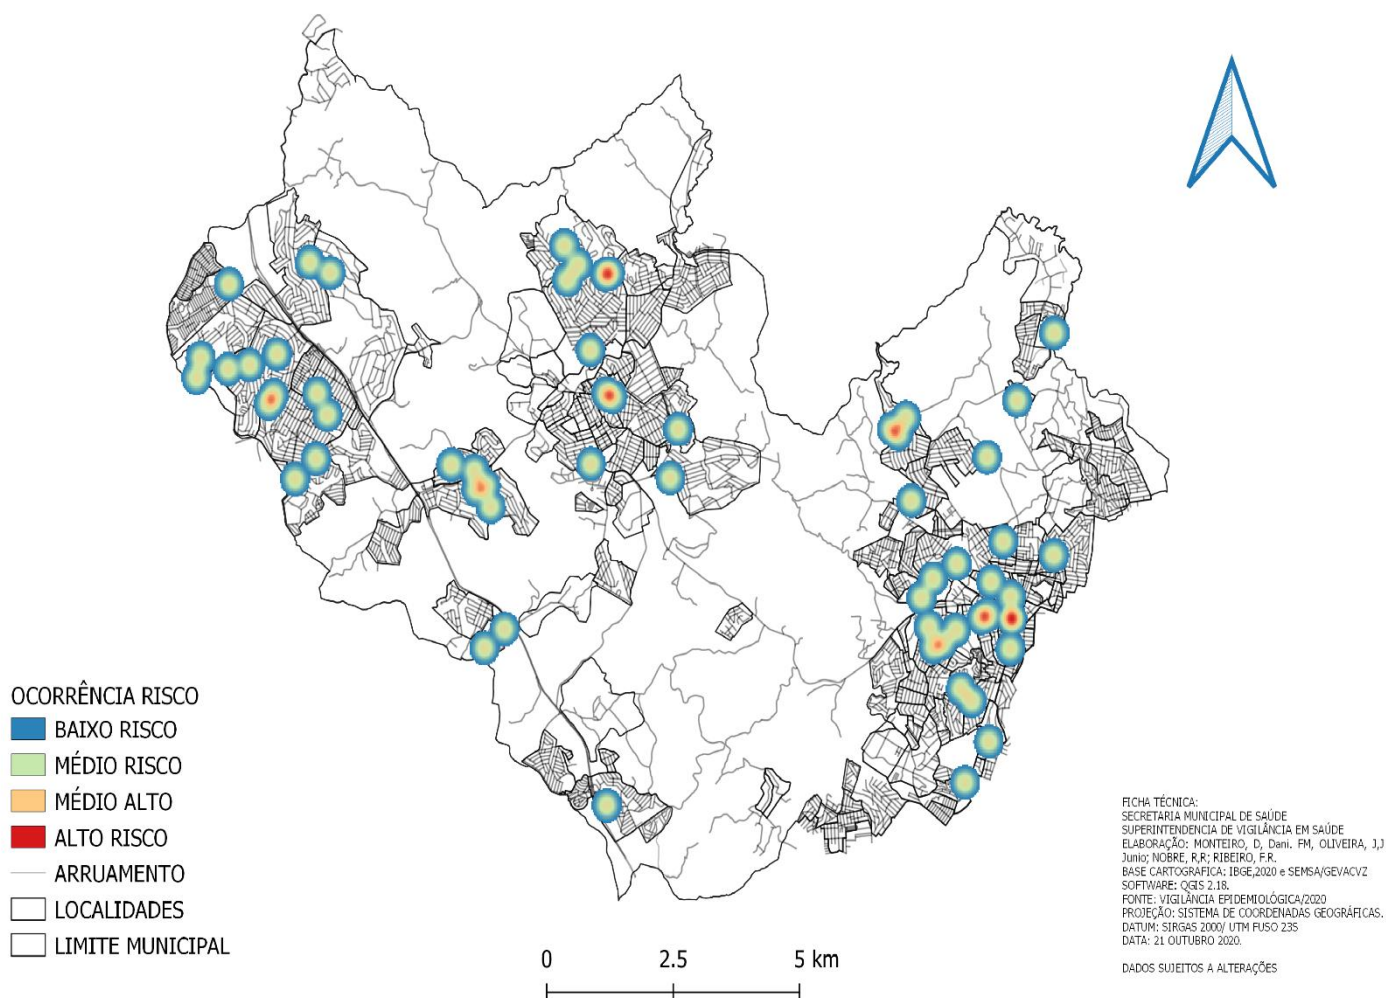 OCORRÊNCIA RISCO
BAIXO RISCO
MÉDIO RISCO
MÉDIO ALTO
ALTO RISCO
ARRUAMENTO
LOCALIDADES
LIMITE MUNICIPAL
0 2.5 5 km
FICHA TÉCNICA:
SECRETARIA MUNICIPAL DE SAÚDE
SUPERINTENDENCIA DE VIGILÂNCIA EM SAÚDE
ELABORAÇÃO: MONTEIRO, D, Dani. FM, OLIVEIRA, J,J
Junio; NOBRE, R,R; RIBEIRO, F.R.
BASE CARTOGRAFICA: IBGE,2020 e SEMSA/GEVACVZ
SOFTWARE: QGIS 2.18.
FONTE: VIGILÂNCIA EPIDEMIOLÓGICA/2020
PROJEÇÃO: SISTEMA DE COORDENADAS GEOGRÁFICAS.
DATUM: SIRGAS 2000/ UTM FUSO 23S
DATA: 21 OUTUBRO 2020.
DADOS SUJEITOS A ALTERAÇÕES